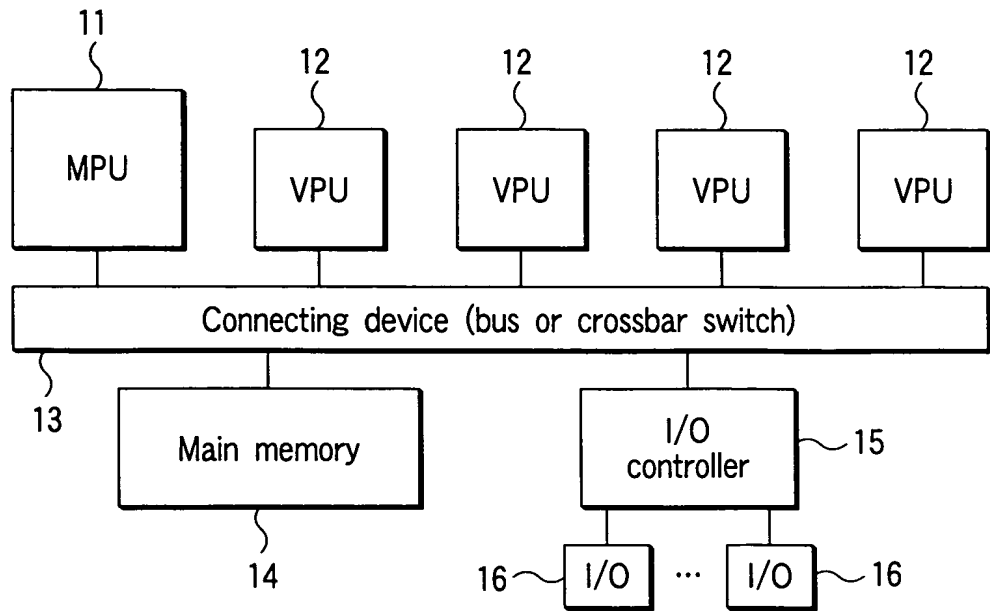 11
12
12
12
12
MPU
VPU
VPU
VPU
VPU
Connecting device (bus or crossbar switch)
13
Main memory
14
I/O
controller
15
16
I/O
...
I/O
16